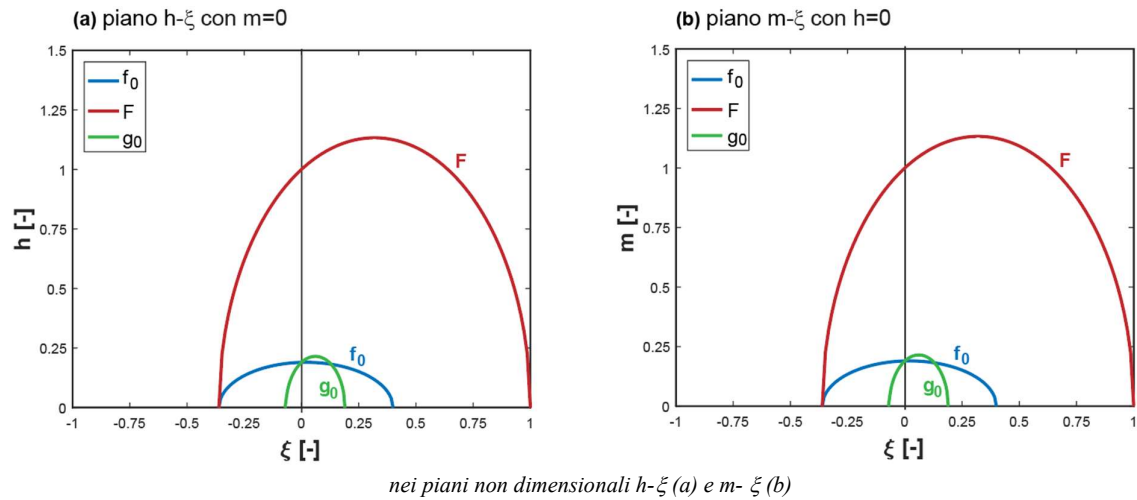 (a) piano h-ξ con m=0
1.5
1.25
1
0.75
0.5
0.25
0
h [-]
f0
F
g0
F
f0
g0
-1
-0.75
-0.5
-0.25
0
0.25
0.5
0.75
1
ξ [-]
(b) piano m-ξ con h=0
1.5
1.25
1
0.75
0.5
0.25
0
m [-]
f0
F
g0
F
f0
g0
-1
-0.75
-0.5
-0.25
0
0.25
0.5
0.75
1
ξ [-]
nei piani non dimensionali h-ξ (a) e m- ξ (b)